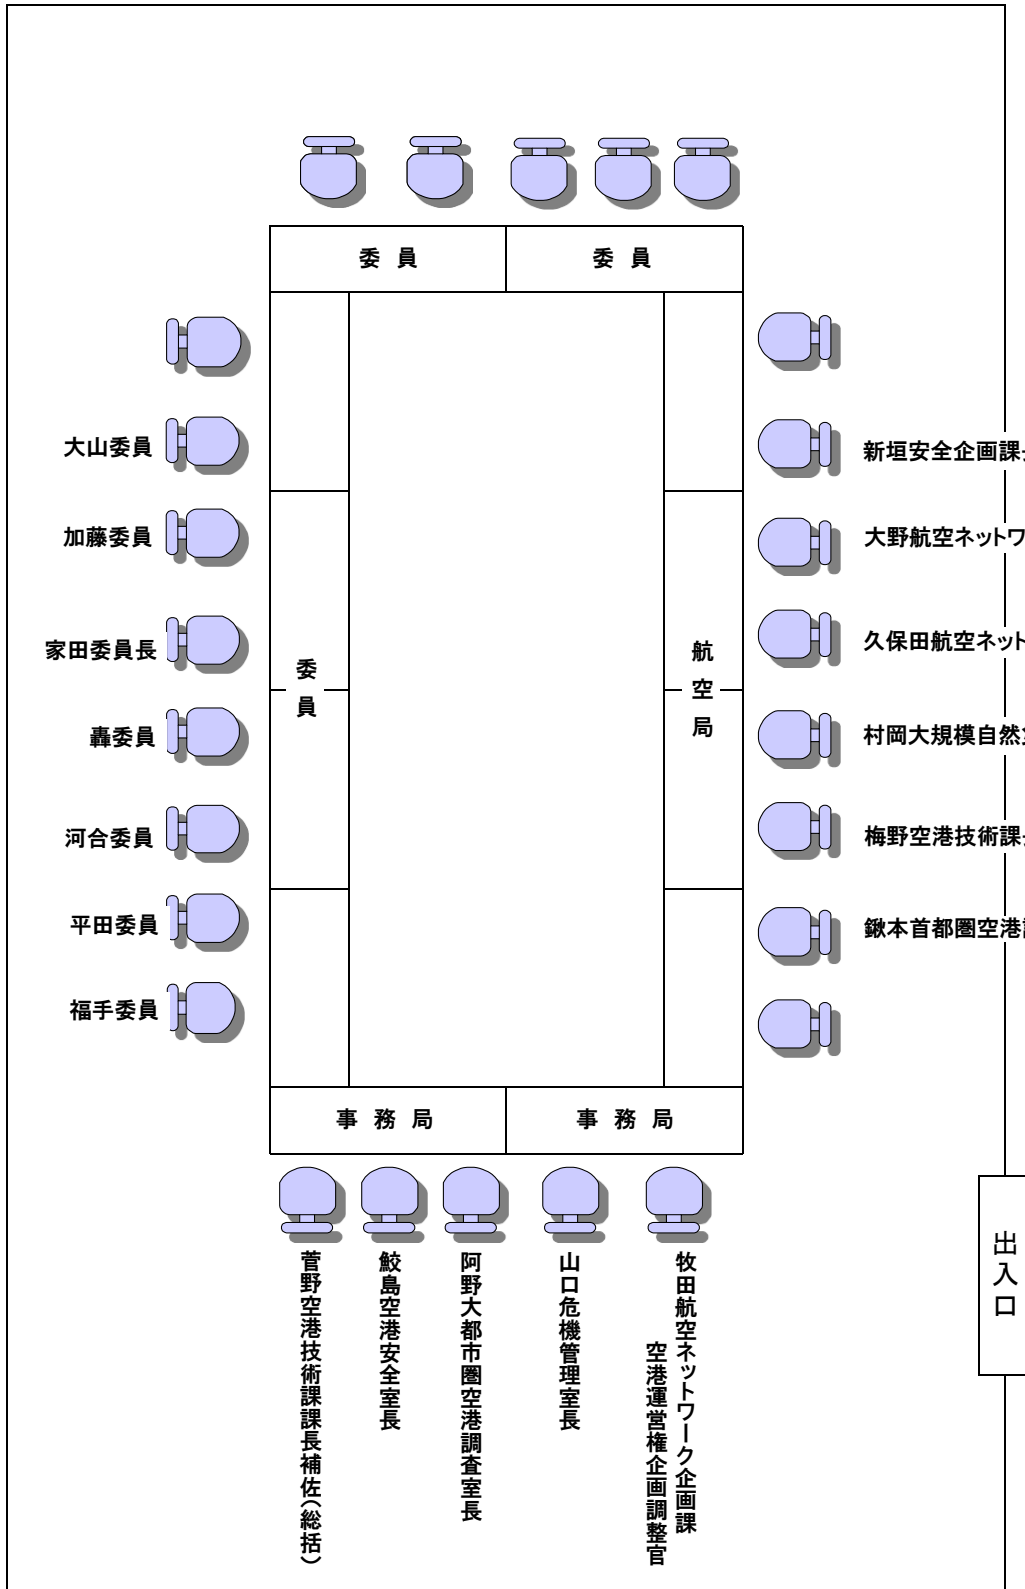 委員
委員
大山委員
加藤委員
家田委員長
轟委員
河合委員
平田委員
福手委員
委員
航空局
新垣安全企画課
大野航空ネットワ
久保田航空ネット
村岡大規模自然
梅野空港技術課
鍬本首都圏空港
事務局
事務局
菅野空港技術課課長補佐(総括)
鮫島空港安全室長
阿野大都市圏空港調査室長
山口危機管理室長
牧田航空ネットワーク企画課
空港運営権企画調整官
出入口